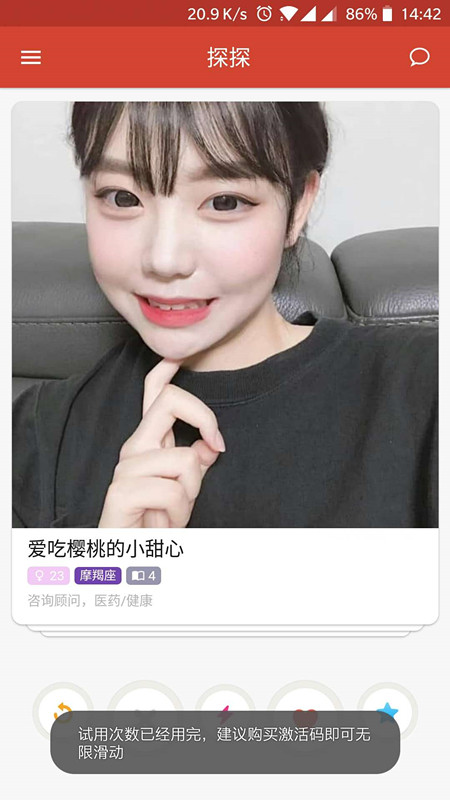 20.9 K/s 86% 14:42
探探
爱吃樱桃的小甜心
♀ 23 摩羯座 4
咨询顾问，医药/健康
试用次数已经用完，建议购买激活码即可无
限滑动